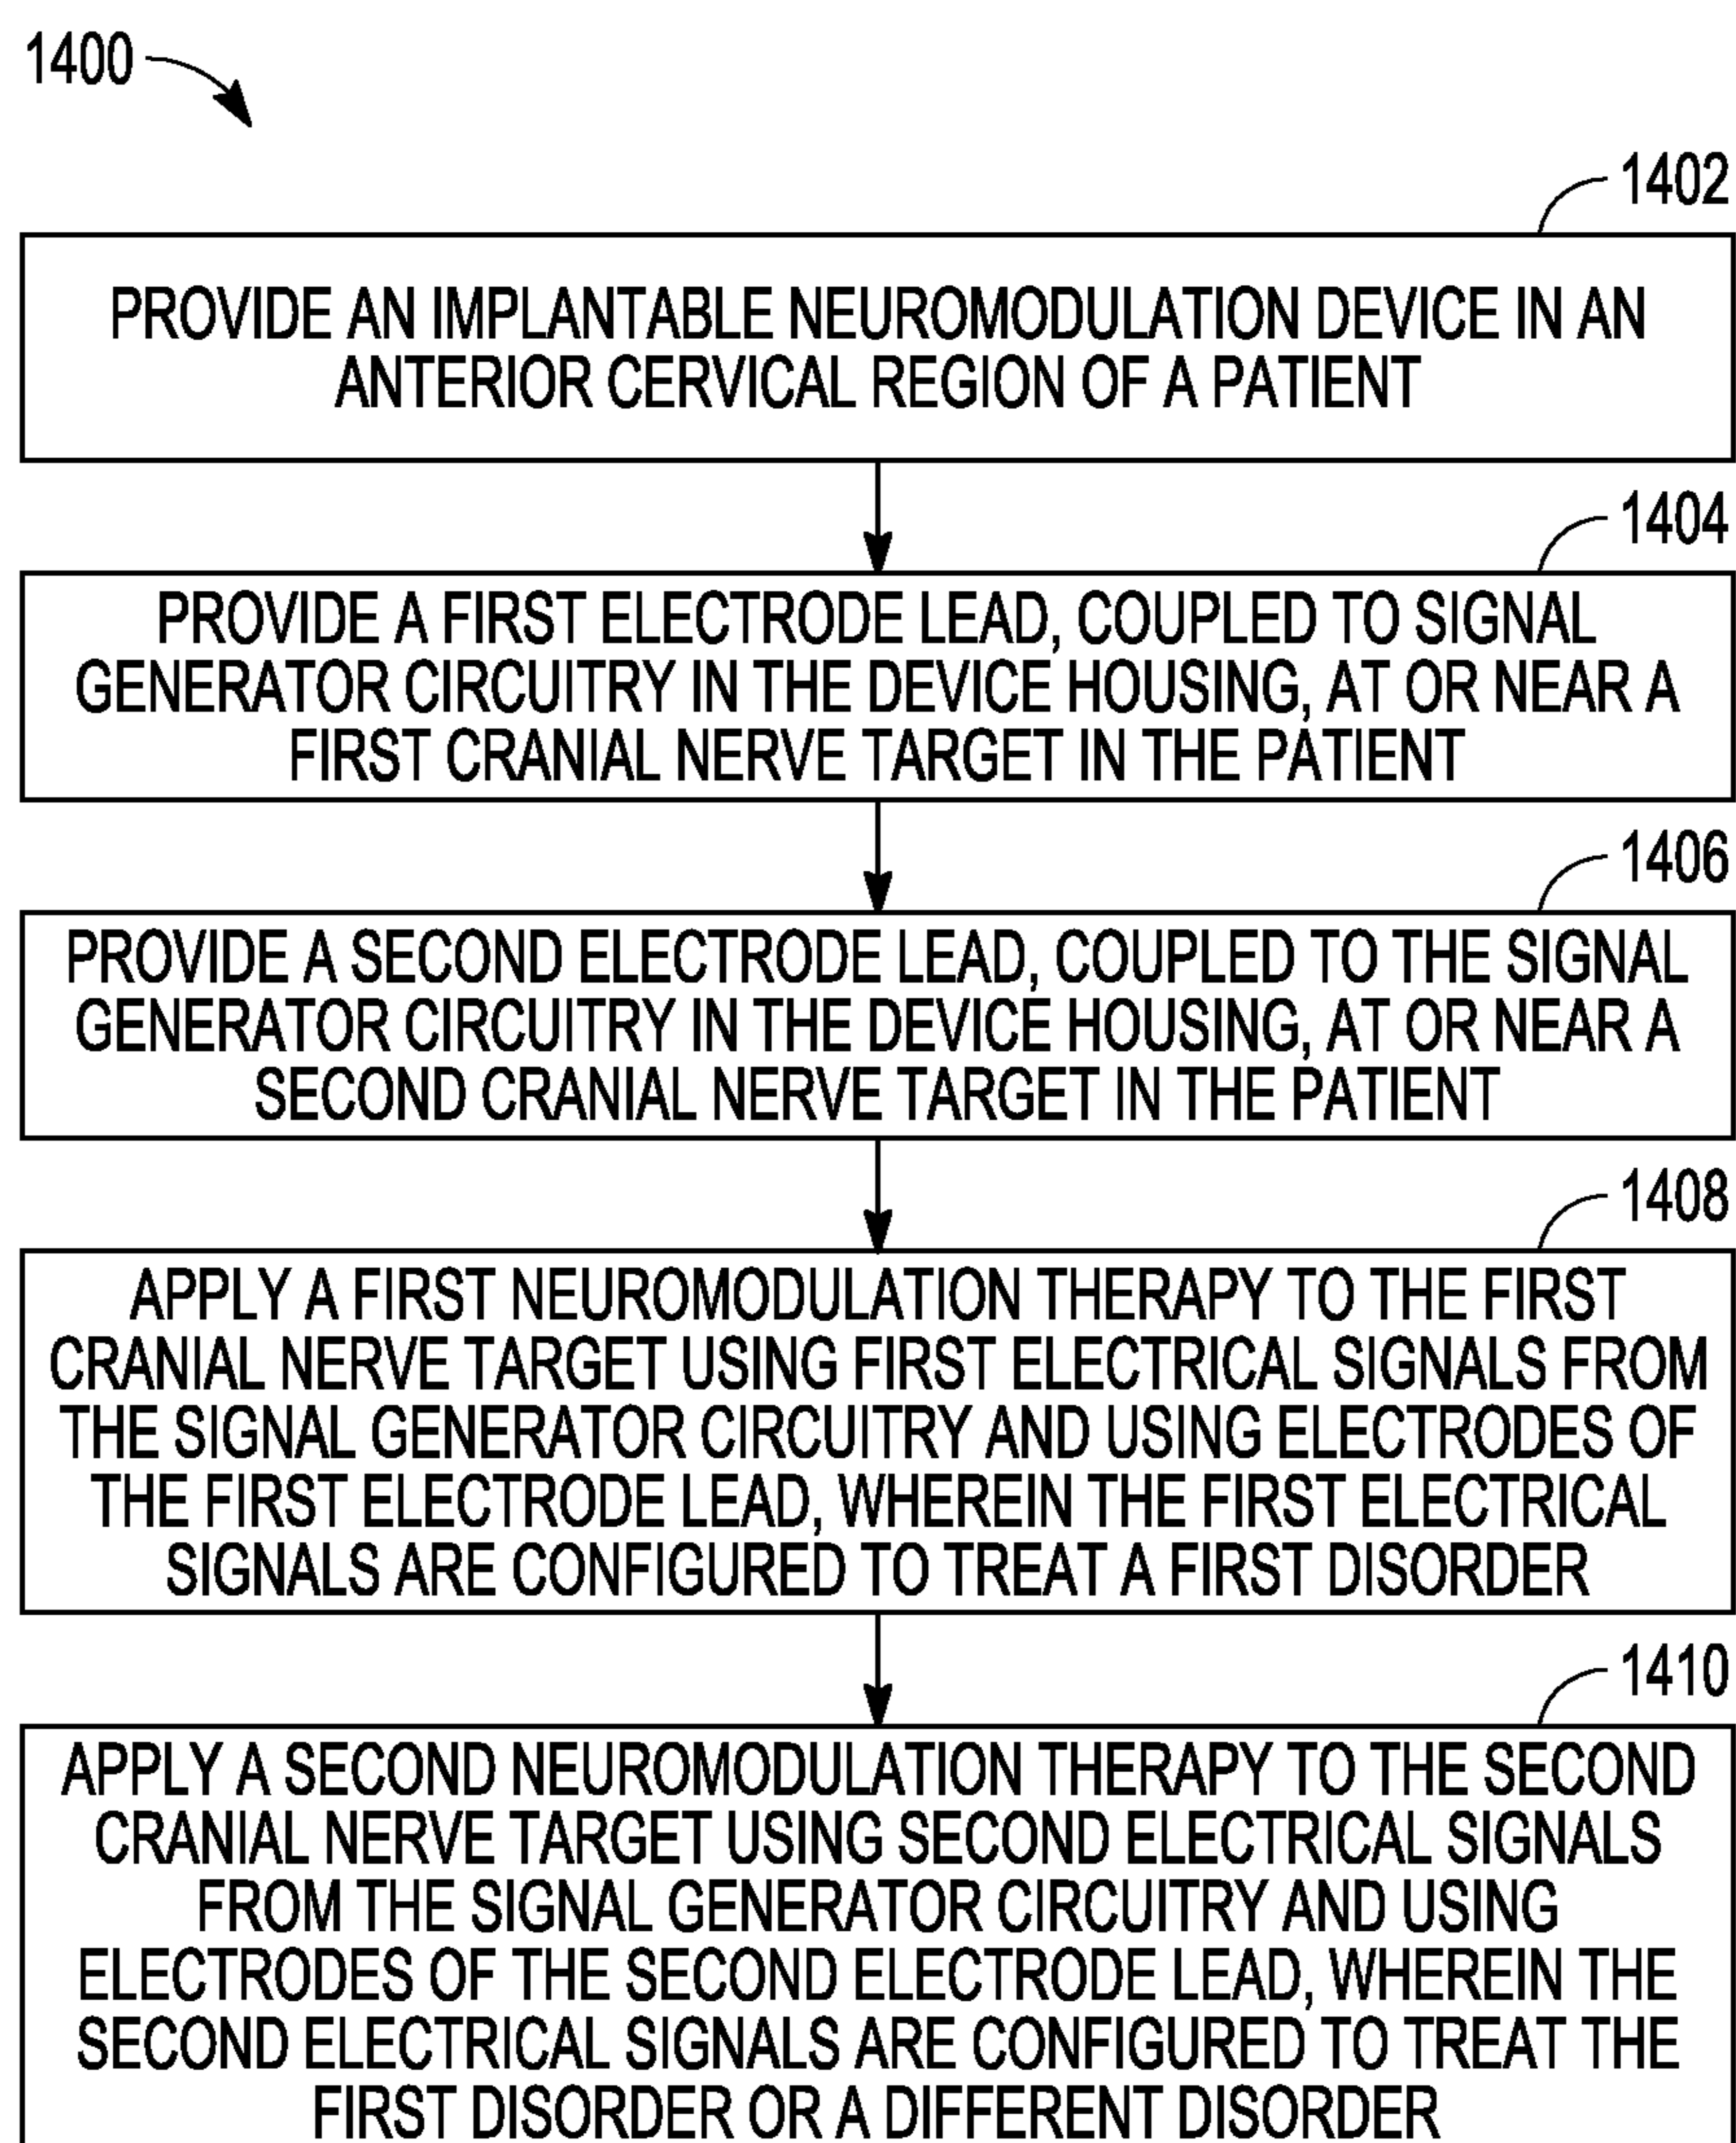 1400
1402
PROVIDE AN IMPLANTABLE NEUROMODULATION DEVICE IN AN
ANTERIOR CERVICAL REGION OF A PATIENT
1404
PROVIDE A FIRST ELECTRODE LEAD, COUPLED TO SIGNAL
GENERATOR CIRCUITRY IN THE DEVICE HOUSING, AT OR NEAR A
FIRST CRANIAL NERVE TARGET IN THE PATIENT
1406
PROVIDE A SECOND ELECTRODE LEAD, COUPLED TO THE SIGNAL
GENERATOR CIRCUITRY IN THE DEVICE HOUSING, AT OR NEAR A
SECOND CRANIAL NERVE TARGET IN THE PATIENT
1408
APPLY A FIRST NEUROMODULATION THERAPY TO THE FIRST
CRANIAL NERVE TARGET USING FIRST ELECTRICAL SIGNALS FROM
THE SIGNAL GENERATOR CIRCUITRY AND USING ELECTRODES OF
THE FIRST ELECTRODE LEAD, WHEREIN THE FIRST ELECTRICAL
SIGNALS ARE CONFIGURED TO TREAT A FIRST DISORDER
1410
APPLY A SECOND NEUROMODULATION THERAPY TO THE SECOND
CRANIAL NERVE TARGET USING SECOND ELECTRICAL SIGNALS
FROM THE SIGNAL GENERATOR CIRCUITRY AND USING
ELECTRODES OF THE SECOND ELECTRODE LEAD, WHEREIN THE
SECOND ELECTRICAL SIGNALS ARE CONFIGURED TO TREAT THE
FIRST DISORDER OR A DIFFERENT DISORDER